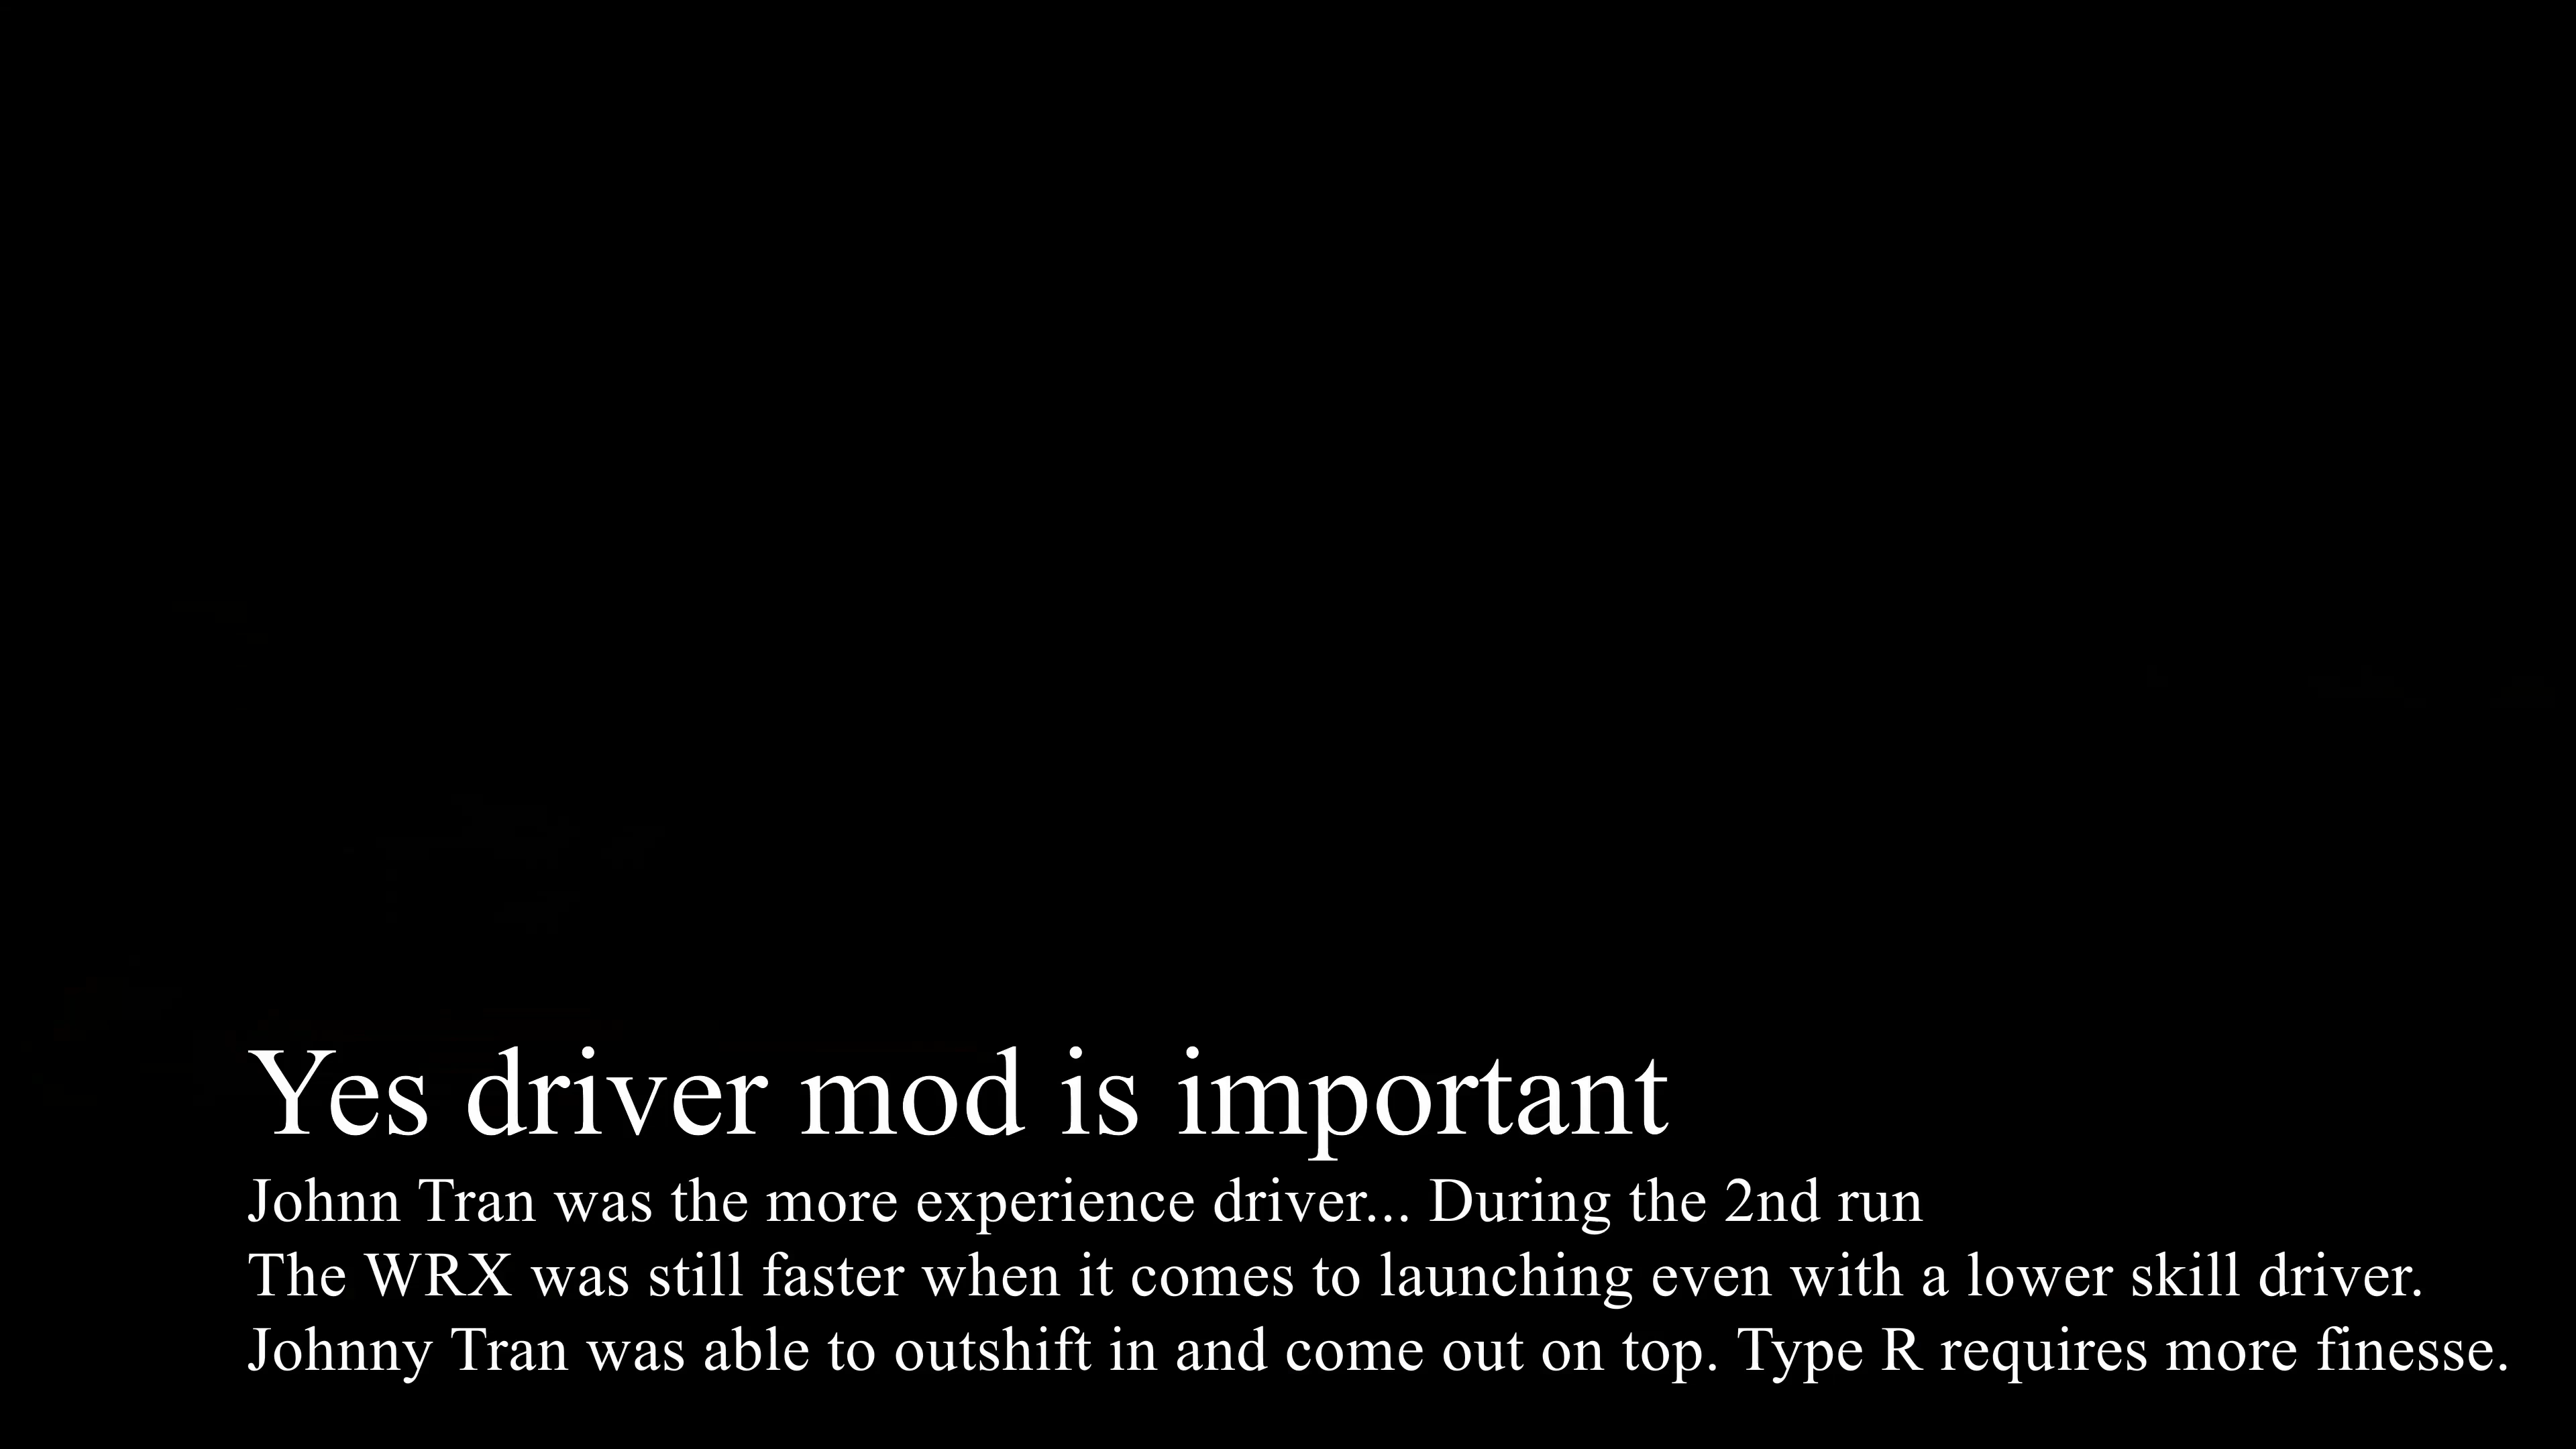 Yes driver mod is important
Johnn Tran was the more experience driver... During the 2nd run
The WRX was still faster when it comes to launching even with a lower skill driver.
Johnny Tran was able to outshift in and come out on top. Type R requires more finesse.